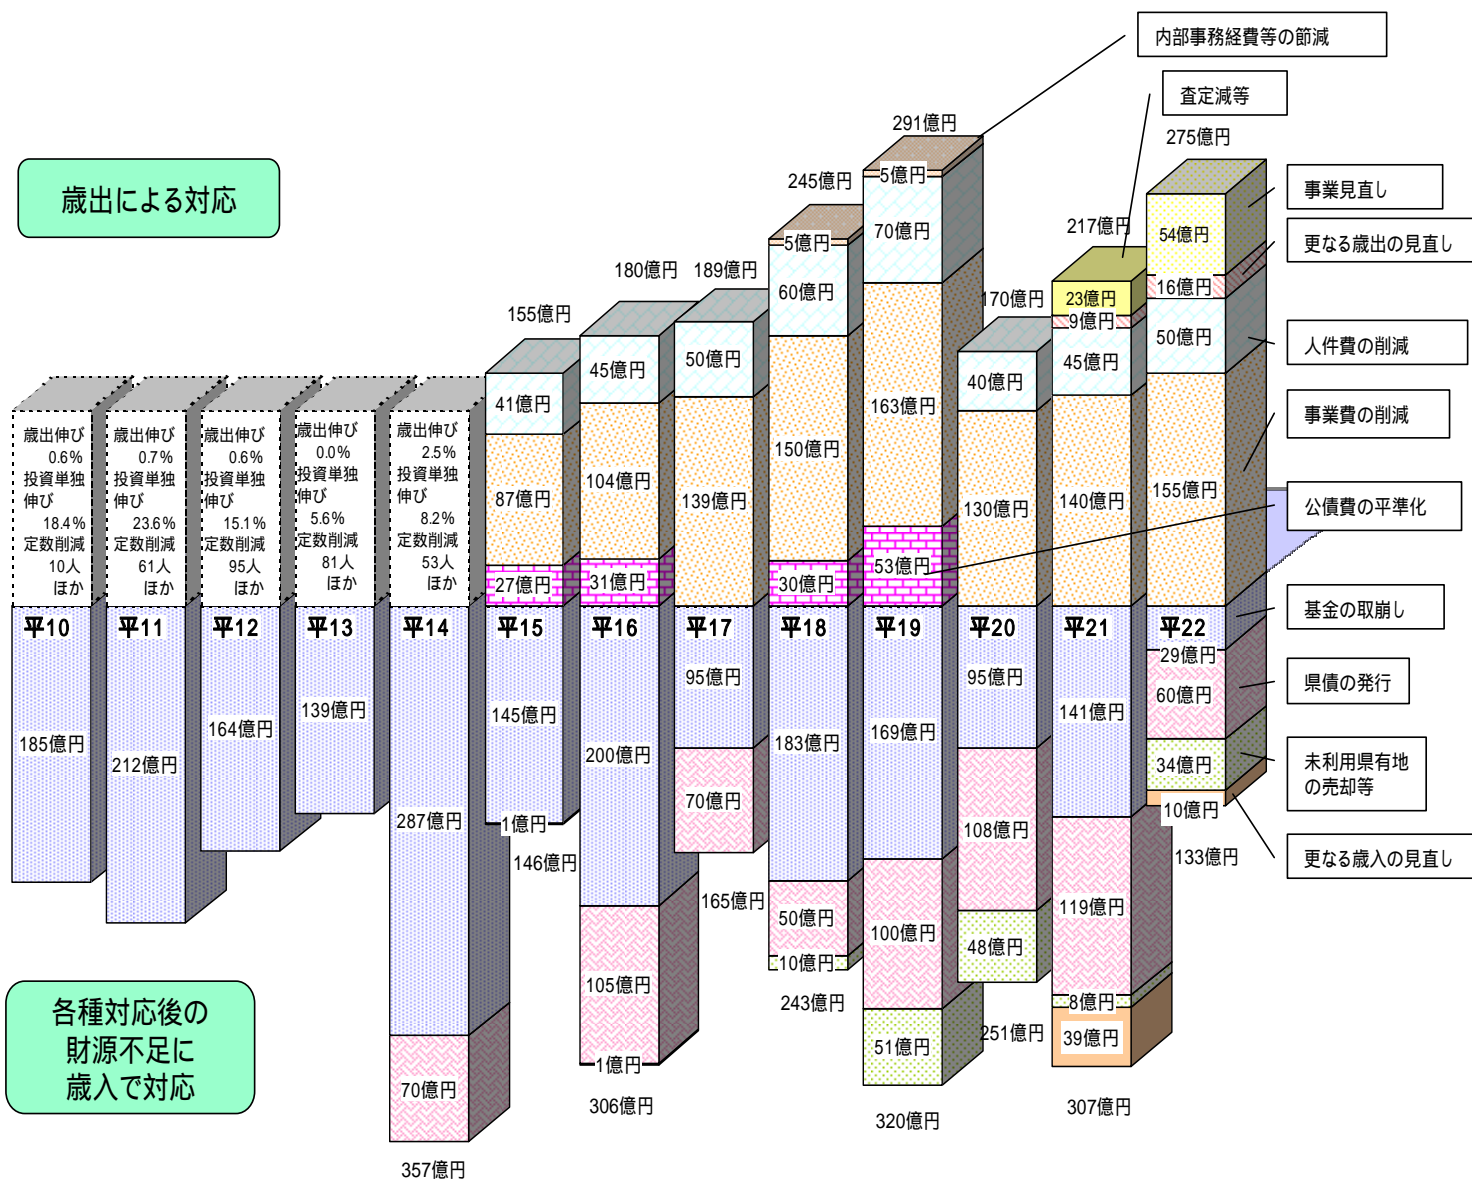 内部事務経費等の節減
査定減等
291億円
275億円
歳出による対応
245億円
5億円
事業見直し
70億円
217億円
54億円
更なる歳出の見直し
5億円
180億円
189億円
60億円
170億円
23億円
16億円
155億円
9億円
人件費の削減
45億円
50億円
45億円
50億円
40億円
41億円
163億円
事業費の削減
歳出伸び
0.6%
投資単独
伸び
18.4%
定数削減
10人
ほか
歳出伸び
0.7%
投資単独
伸び
23.6%
定数削減
61人
ほか
歳出伸び
0.6%
投資単独
伸び
15.1%
定数削減
95人
ほか
歳出伸び
0.0%
投資単独
伸び
5.6%
定数削減
81人
ほか
歳出伸び
2.5%
投資単独
伸び
8.2%
定数削減
53人
ほか
87億円
104億円
139億円
150億円
130億円
140億円
155億円
公債費の平準化
27億円
31億円
30億円
53億円
平10
平11
平12
平13
平14
平15
平16
平17
平18
平19
平20
平21
平22
基金の取崩し
29億円
県債の発行
60億円
185億円
212億円
164億円
139億円
287億円
145億円
200億円
95億円
183億円
169億円
95億円
141億円
34億円
未利用県有地
の売却等
10億円
1億円
146億円
70億円
165億円
108億円
133億円
更なる歳入の見直し
50億円
10億円
243億円
100億円
48億円
119億円
各種対応後の
財源不足に
歳入で対応
105億円
8億円
39億円
251億円
51億円
1億円
70億円
306億円
320億円
307億円
357億円